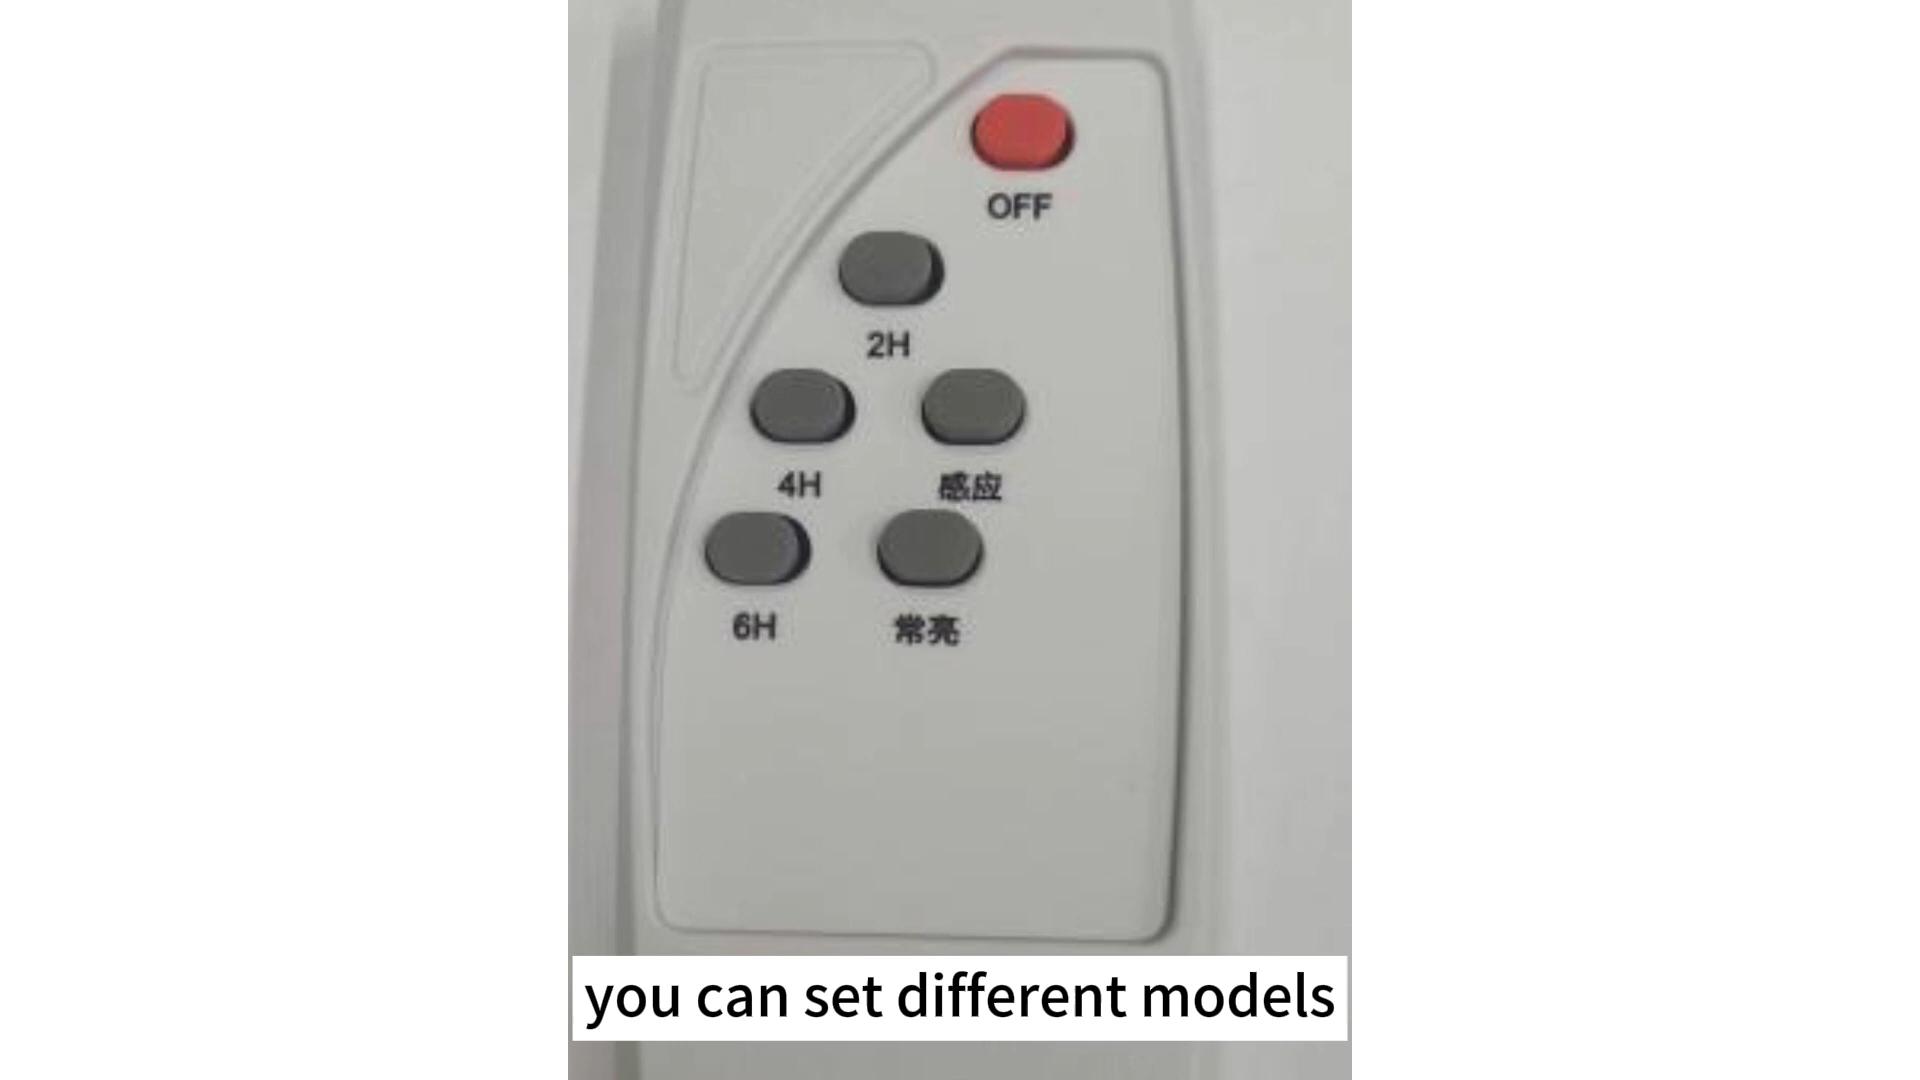 OFF
2H
4H
感应
6H
常亮
you can set different models